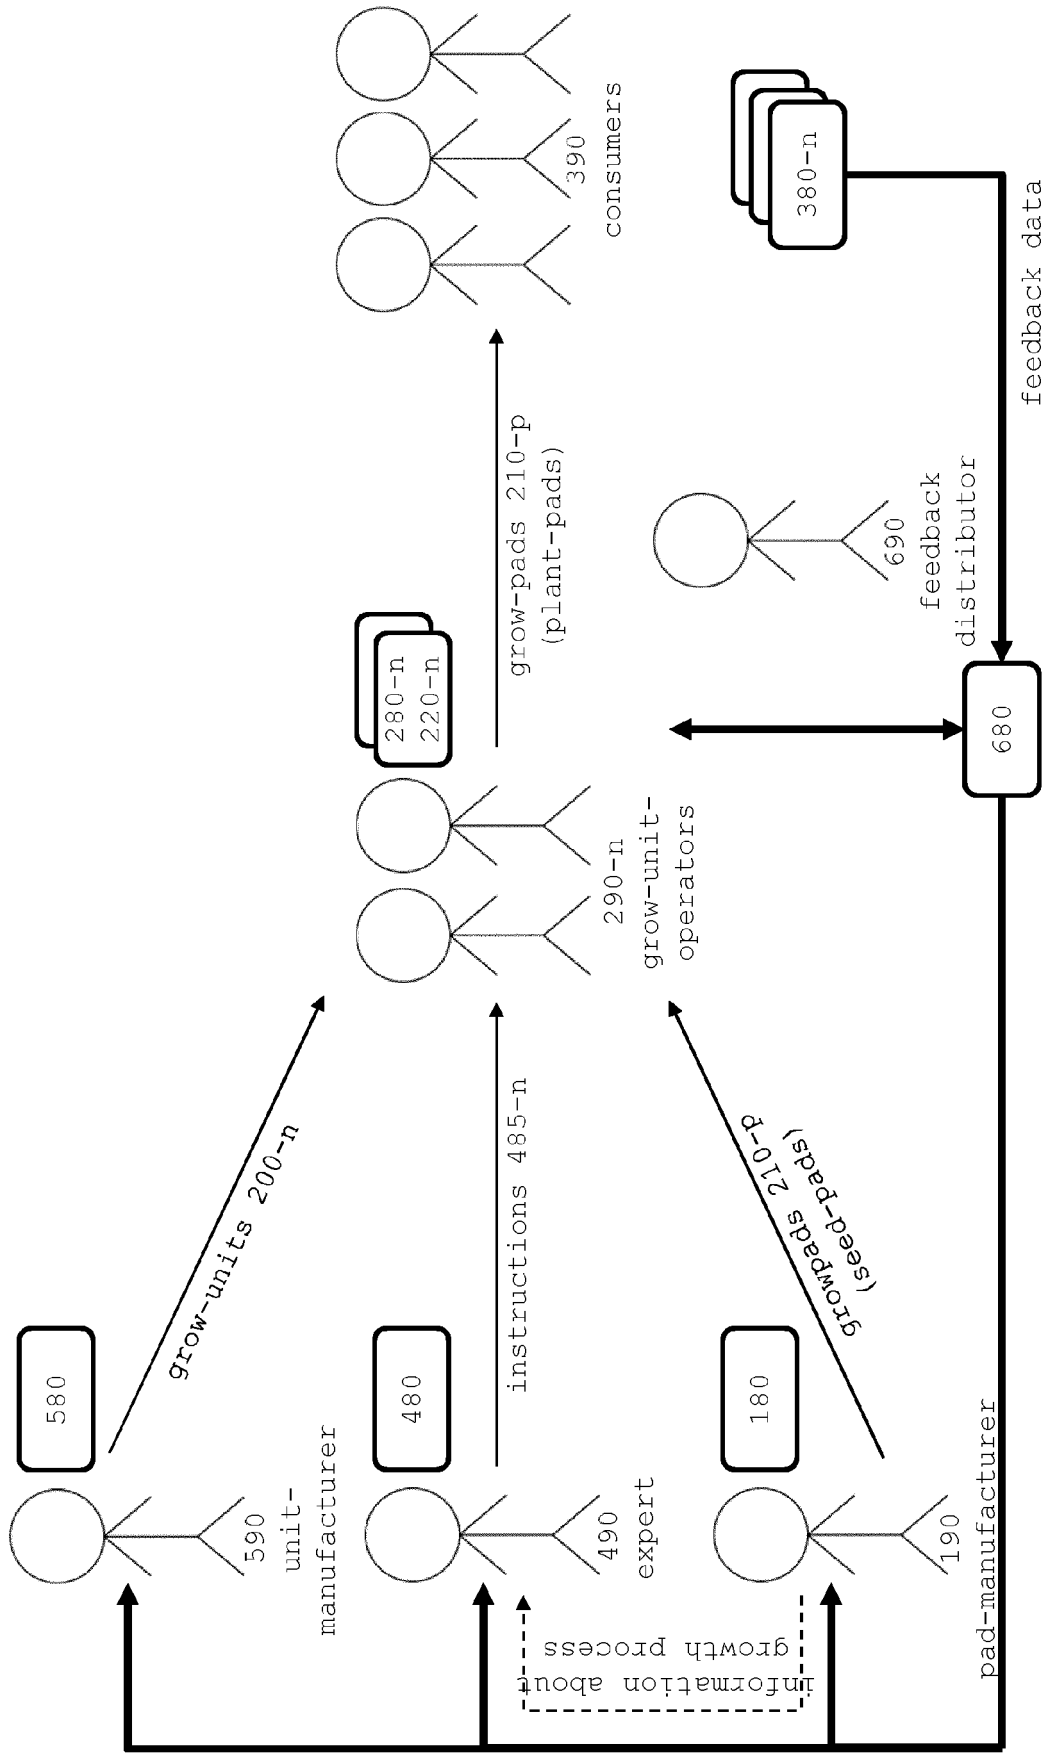 580
590
unit-
manufacturer
grow-units 200-n
480
490
expert
instructions 485-n
180
190
pad-manufacturer
growpads 210-p
(seed-pads)
information about
growth process
280-n
220-n
290-n
grow-unit-
operators
grow-pads 210-p
(plant-pads)
390
consumers
380-n
feedback data
690
feedback
distributor
680